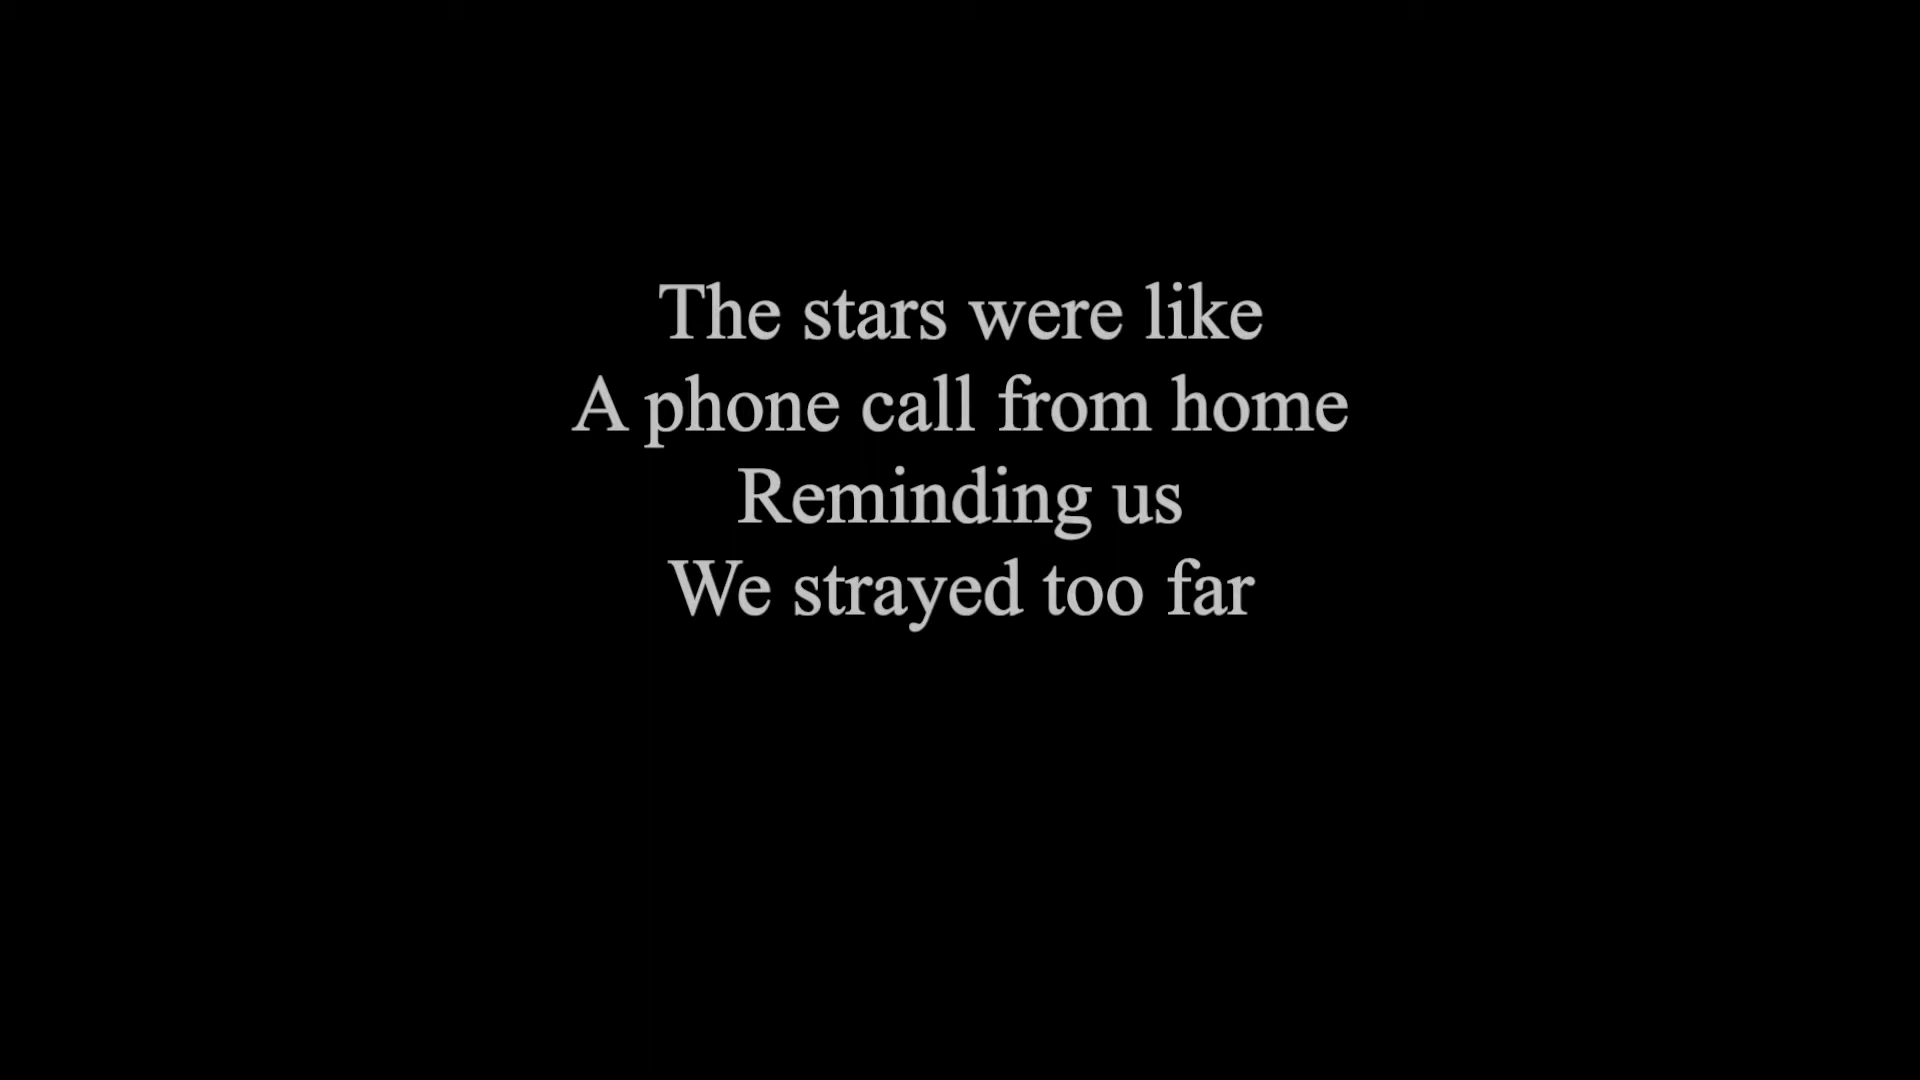 The stars were like
A phone call from home
Reminding us
We strayed too far